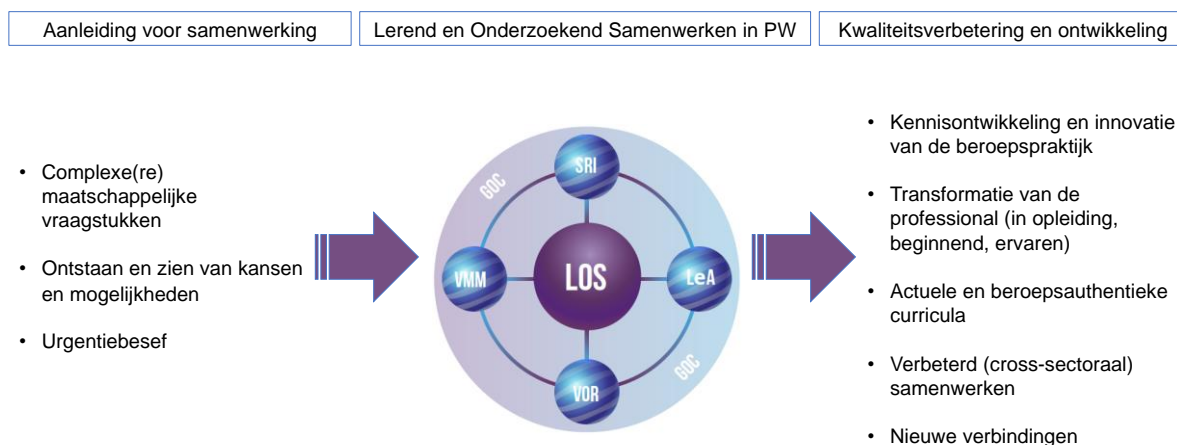 Aanleiding voor samenwerking
Lerend en Onderzoekend Samenwerken in PW
Kwaliteitsverbetering en ontwikkeling
• Complexe(re)
maatschappelijke
vraagstukken
• Ontstaan en zien van kansen
en mogelijkheden
• Urgentiebesef
GOC
SRI
VMM
LOS
LeA
VOR
GOC
• Kennisontwikkeling en innovatie
van de beroepspraktijk
• Transformatie van de
professional (in opleiding,
beginnend, ervaren)
• Actuele en beroepsauthentieke
curricula
• Verbeterd (cross-sectoraal)
samenwerken
• Nieuwe verbindingen